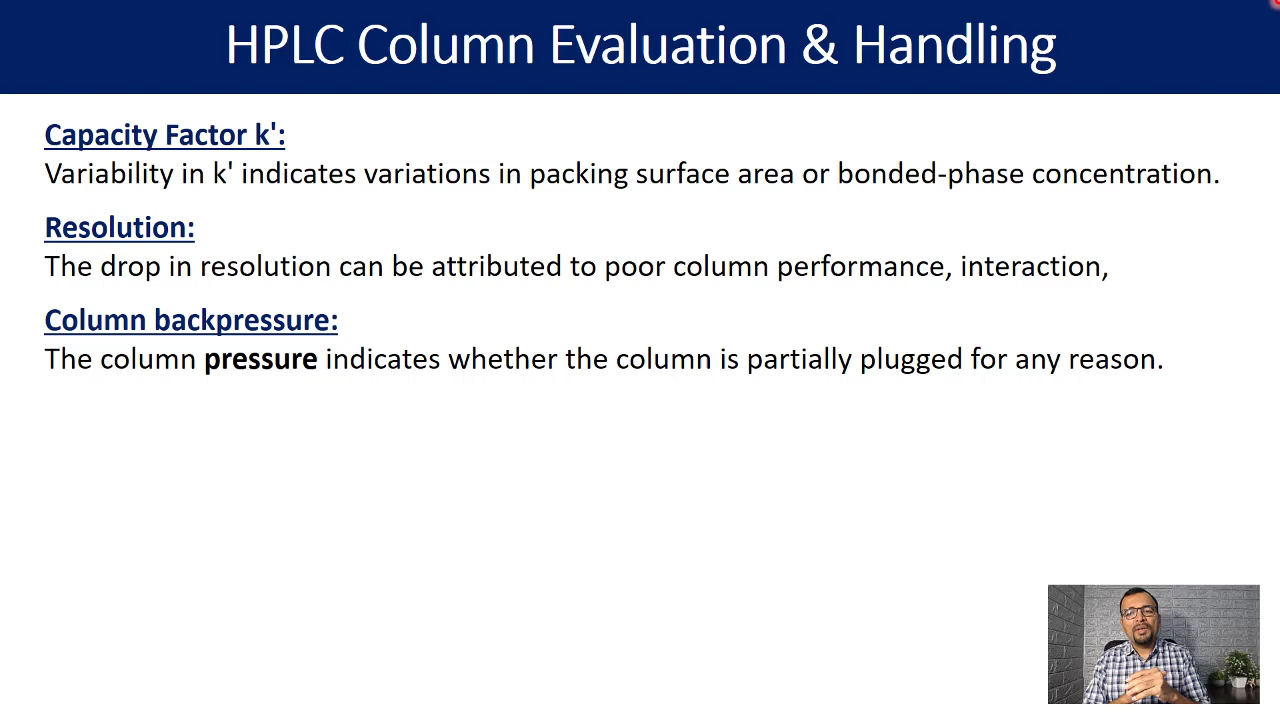 HPLC Column Evaluation & Handling
Capacity Factor k':
Variability in k' indicates variations in packing surface area or bonded-phase concentration.
Resolution:
The drop in resolution can be attributed to poor column performance, interaction,
Column backpressure:
The column pressure indicates whether the column is partially plugged for any reason.